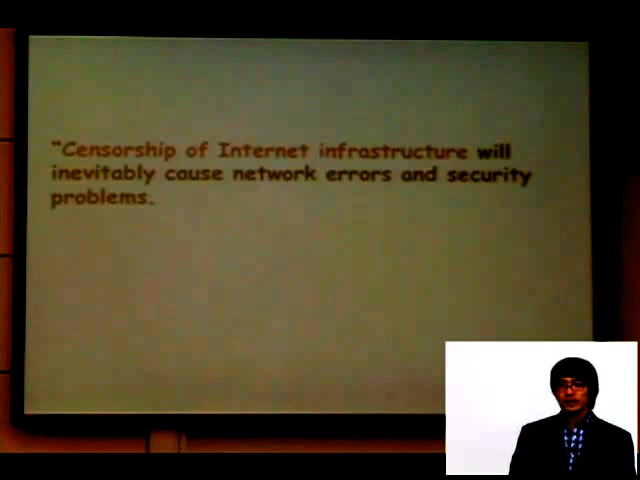 "Censorship of Internet infrastructure will
inevitably cause network errors and security
problems.